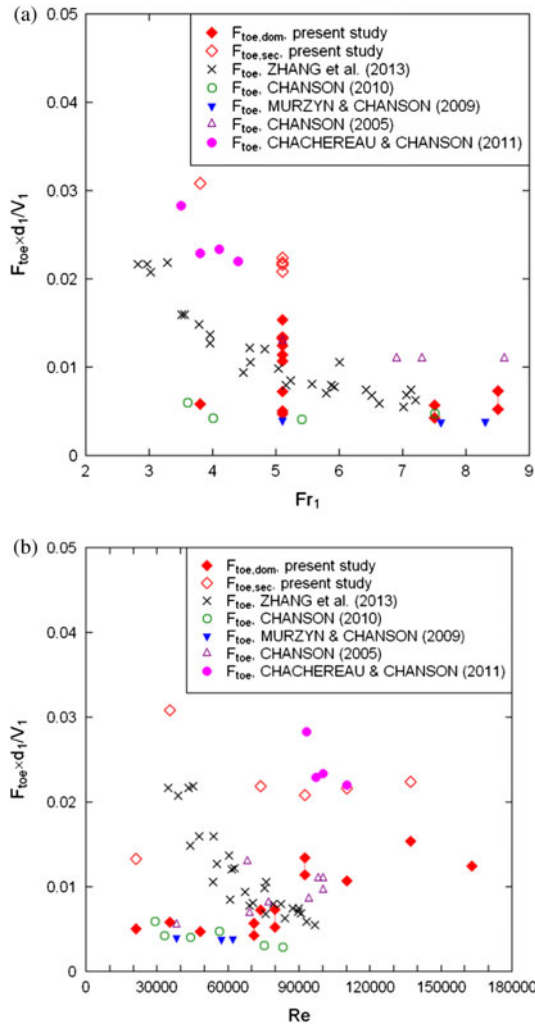 (a)
0.05
0.04
0.03
0.02
0.01
0
F_toe×d_1/V_1
F_toe,dom, present study
F_toe,sec, present study
F_toe, ZHANG et al. (2013)
F_toe, CHANSON (2010)
F_toe, MURZYN & CHANSON (2009)
F_toe, CHANSON (2005)
F_toe, CHACHEREAU & CHANSON (2011)
2 3 4 5 6 7 8 9
Fr_1
(b)
0.05
0.04
0.03
0.02
0.01
0
F_toe×d_1/V_1
F_toe,dom, present study
F_toe,sec, present study
F_toe, ZHANG et al. (2013)
F_toe, CHANSON (2010)
F_toe, MURZYN & CHANSON (2009)
F_toe, CHANSON (2005)
F_toe, CHACHEREAU & CHANSON (2011)
0 30000 60000 90000 120000 150000 180000
Re